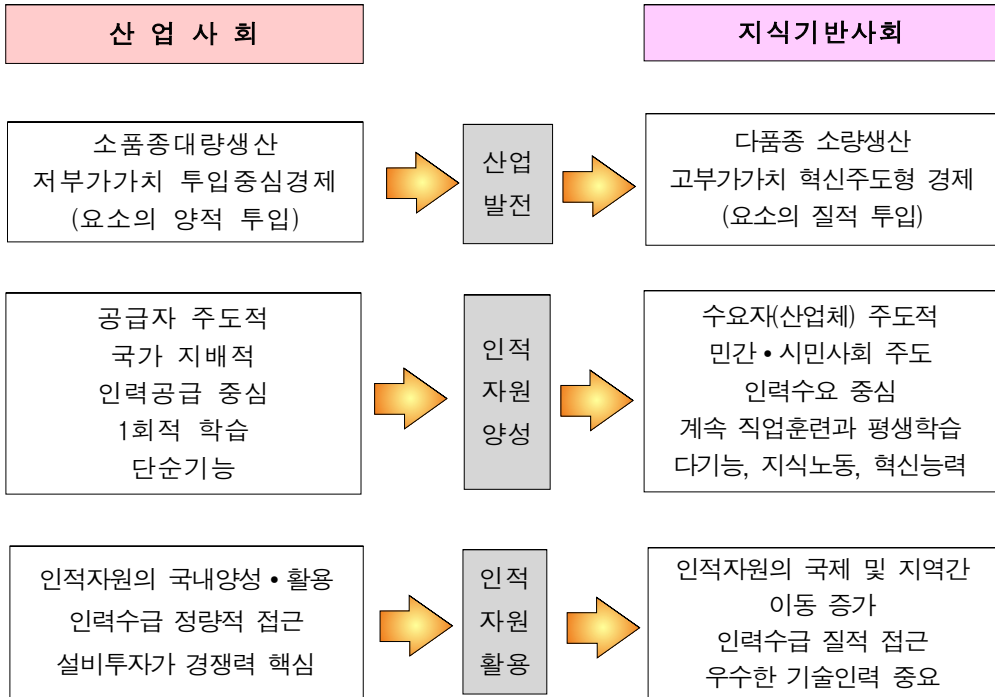 산 업 사 회
지식기반사회
소품종대량생산
저부가가치 투입중심경제
(요소의 양적 투입)
산업
발전
다품종 소량생산
고부가가치 혁신주도형 경제
(요소의 질적 투입)
공급자 주도적
국가 지배적
인력공급 중심
1회적 학습
단순기능
인적
자원
양성
수요자(산업체) 주도적
민간•시민사회 주도
인력수요 중심
계속 직업훈련과 평생학습
다기능, 지식노동, 혁신능력
인적자원의 국내양성•활용
인력수급 정량적 접근
설비투자가 경쟁력 핵심
인적
자원
활용
인적자원의 국제 및 지역간
이동 증가
인력수급 질적 접근
우수한 기술인력 중요